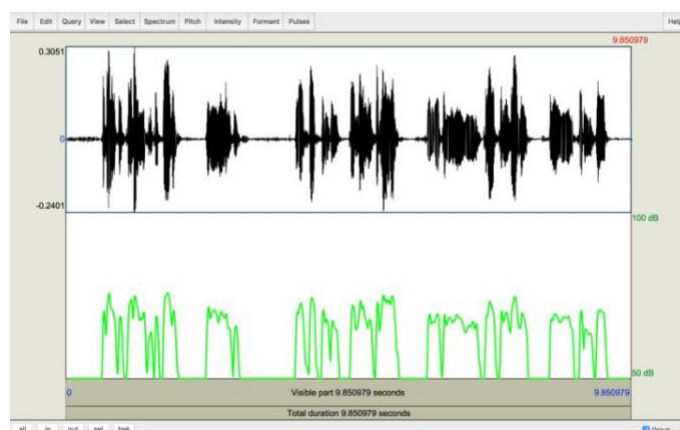 File Edit Query View Select Spectrum Pitch Intensity Formant Pulses Help
9.850979
0.3051
0
-0.2401
100 dB
50 dB
0 Visible part 9.850979 seconds 9.850979
Total duration 9.850979 seconds
all in out sel bak Group